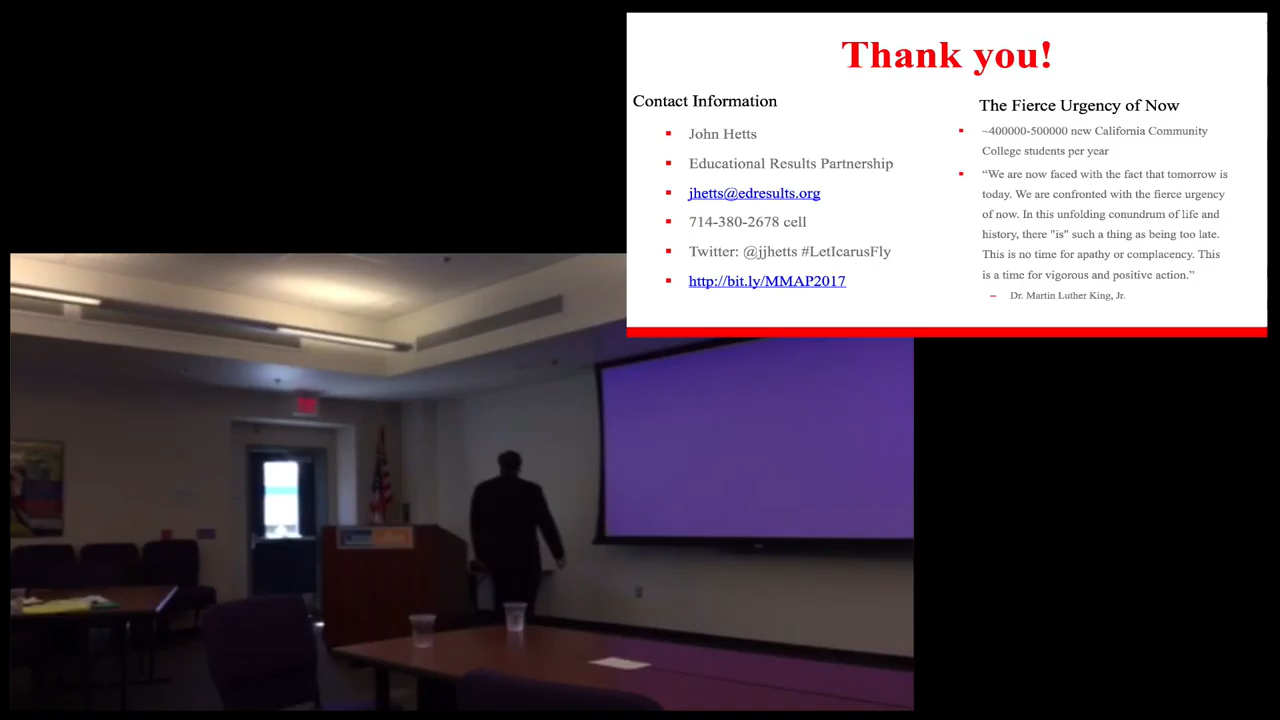 Thank you!
Contact Information
John Hetts
Educational Results Partnership
jhetts@edresults.org
714-380-2678 cell
Twitter: @jjhetts #LetIcarusFly
http://bit.ly/MMAP2017
The Fierce Urgency of Now
~400000-500000 new California Community
College students per year
“We are now faced with the fact that tomorrow is
today. We are confronted with the fierce urgency
of now. In this unfolding conundrum of life and
history, there "is" such a thing as being too late.
This is no time for apathy or complacency. This
is a time for vigorous and positive action.”
– Dr. Martin Luther King, Jr.